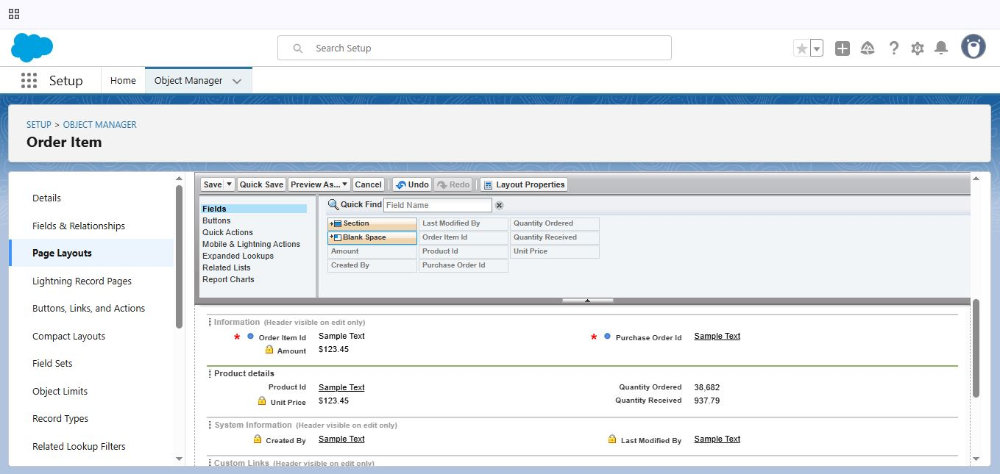 Search Setup
Setup
Home
Object Manager
SETUP > OBJECT MANAGER
Order Item
Details
Fields & Relationships
Page Layouts
Lightning Record Pages
Buttons, Links, and Actions
Compact Layouts
Field Sets
Object Limits
Record Types
Related Lookup Filters
Save Quick Save Preview As... Cancel Undo Redo Layout Properties
Fields
Buttons
Quick Actions
Mobile & Lightning Actions
Expanded Lookups
Related Lists
Report Charts
Quick Find Field Name
Section Last Modified By Quantity Ordered
Blank Space Order Item Id Quantity Received
Amount Product Id Unit Price
Created By Purchase Order Id
Information (Header visible on edit only)
* Order Item Id Sample Text * Purchase Order Id Sample Text
Amount $123.45
Product details
Product Id Sample Text Quantity Ordered 38,682
Unit Price $123.45 Quantity Received 937.79
System Information (Header visible on edit only)
Created By Sample Text Last Modified By Sample Text
Custom Links (Header visible on edit only)